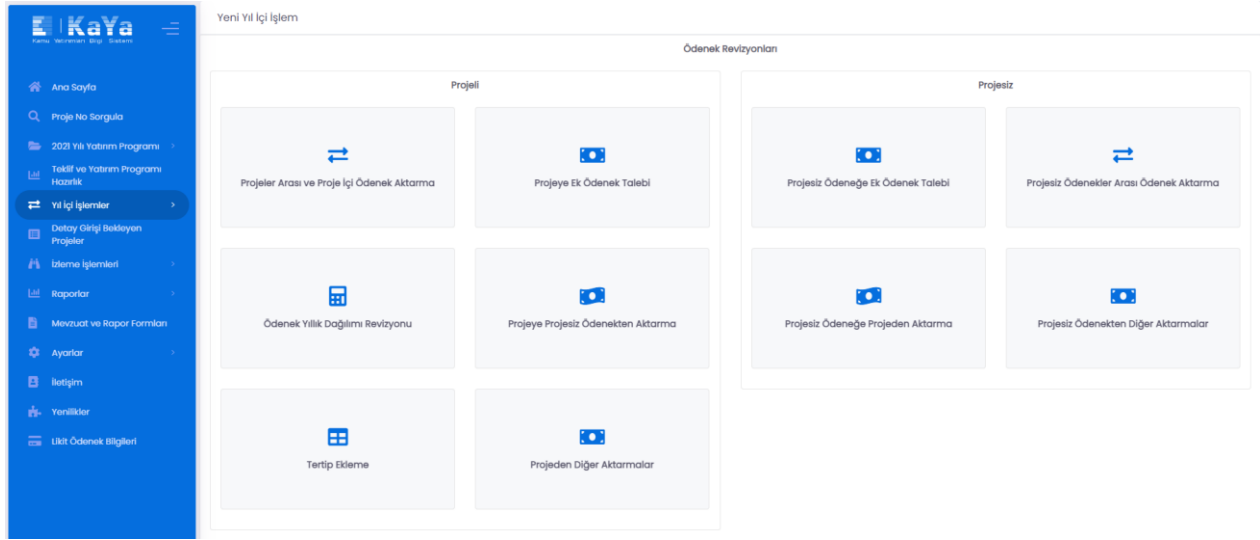 KaYa
Kamu Yatırımları Bilgi Sistemi
Ana Sayfa
Proje No Sorgula
2021 Yılı Yatırım Programı
Teklif ve Yatırım Programı
Hazırlık
Yıl İçi İşlemler
Detay Girişi Bekleyen
Projeler
İzleme İşlemleri
Raporlar
Mevzuat ve Rapor Formları
Ayarlar
İletişim
Yenilikler
Likit Ödenek Bilgileri
Yeni Yıl İçi İşlem
Ödenek Revizyonları
Projeli
Projeler Arası ve Proje İçi Ödenek Aktarma
Projeye Ek Ödenek Talebi
Ödenek Yıllık Dağılımı Revizyonu
Projeye Projesiz Ödenekten Aktarma
Tertip Ekleme
Projeden Diğer Aktarmalar
Projesiz
Projesiz Ödeneğe Ek Ödenek Talebi
Projesiz Ödenekler Arası Ödenek Aktarma
Projesiz Ödeneğe Projeden Aktarma
Projesiz Ödenekten Diğer Aktarmalar